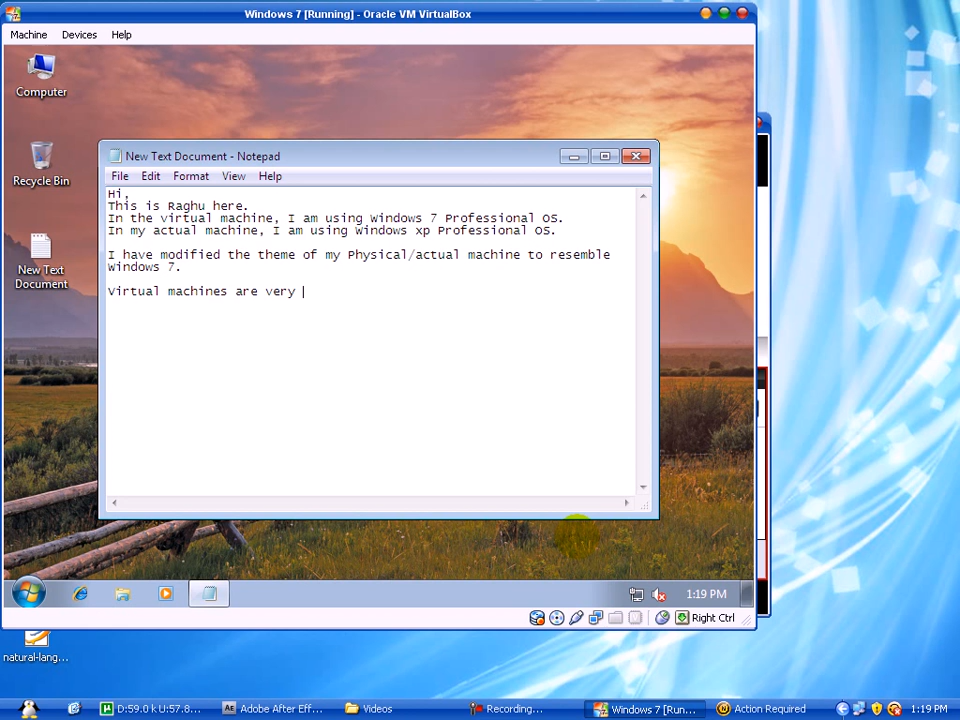 Windows 7 [Running] - Oracle VM VirtualBox
Machine Devices Help
Computer
Recycle Bin
New Text
Document
New Text Document - Notepad
File Edit Format View Help
Hi,
This is Raghu here.
In the virtual machine, I am using Windows 7 Professional OS.
In my actual machine, I am using Windows xp Professional OS.
I have modified the theme of my Physical/actual machine to resemble
Windows 7.
Virtual machines are very
1:19 PM
Right Ctrl
natural-lang...
D:59.0 k U:57.8... Adobe After Eff... Videos Recording... Windows 7 [Run... Action Required 1:19 PM